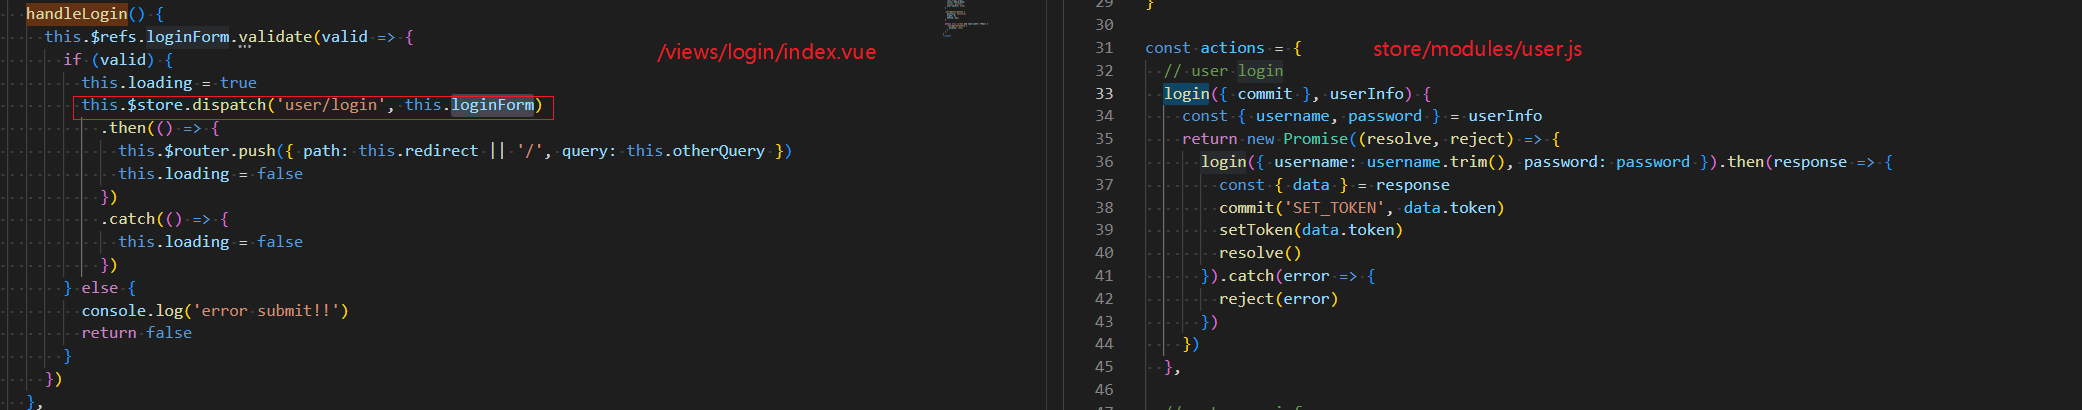 handleLogin() {
this.$refs.loginForm.validate(valid => {
if (valid) {
this.loading = true
this.$store.dispatch('user/login', this.loginForm)
.then(() => {
this.$router.push({ path: this.redirect || '/', query: this.otherQuery })
this.loading = false
})
.catch(() => {
this.loading = false
})
} else {
console.log('error submit!!')
return false
}
})
},
/views/login/index.vue
29 }
30
31 const actions = {
32 // user login
33 login({ commit }, userInfo) {
34 const { username, password } = userInfo
35 return new Promise((resolve, reject) => {
36 login({ username: username.trim(), password: password }).then(response => {
37 const { data } = response
38 commit('SET_TOKEN', data.token)
39 setToken(data.token)
40 resolve()
41 }).catch(error => {
42 reject(error)
43 })
44 })
45 },
46
store/modules/user.js